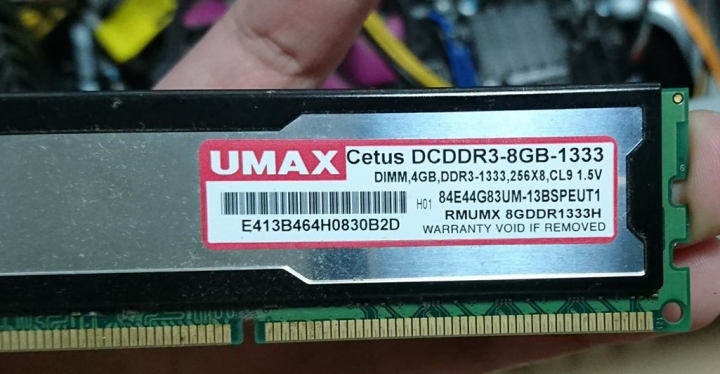 UMAX Cetus DCDDR3-8GB-1333
DIMM,4GB,DDR3-1333,256X8,CL9 1.5V
H01 84E44G83UM-13BSPEUT1
RMUMX 8GDDR1333H
E413B464H0830B2D
WARRANTY VOID IF REMOVED